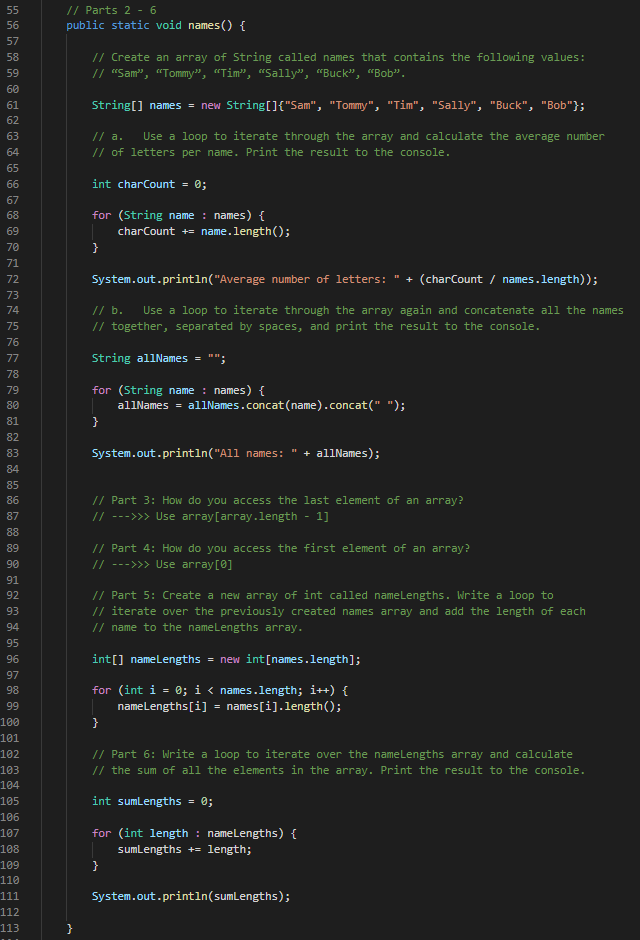 55 // Parts 2 - 6
56 public static void names() {
57
58 // Create an array of String called names that contains the following values:
59 // “Sam”, “Tommy”, “Tim”, “Sally”, “Buck”, “Bob”.
60
61 String[] names = new String[]{"Sam", "Tommy", "Tim", "Sally", "Buck", "Bob"};
62
63 // a.   Use a loop to iterate through the array and calculate the average number
64 // of letters per name. Print the result to the console.
65
66 int charCount = 0;
67
68 for (String name : names) {
69     charCount += name.length();
70 }
71
72 System.out.println("Average number of letters: " + (charCount / names.length));
73
74 // b.   Use a loop to iterate through the array again and concatenate all the names
75 // together, separated by spaces, and print the result to the console.
76
77 String allNames = "";
78
79 for (String name : names) {
80     allNames = allNames.concat(name).concat(" ");
81 }
82
83 System.out.println("All names: " + allNames);
84
85
86 // Part 3: How do you access the last element of an array?
87 // --->>> Use array[array.length - 1]
88
89 // Part 4: How do you access the first element of an array?
90 // --->>> Use array[0]
91
92 // Part 5: Create a new array of int called nameLengths. Write a loop to
93 // iterate over the previously created names array and add the length of each
94 // name to the nameLengths array.
95
96 int[] nameLengths = new int[names.length];
97
98 for (int i = 0; i < names.length; i++) {
99     nameLengths[i] = names[i].length();
100 }
101
102 // Part 6: Write a loop to iterate over the nameLengths array and calculate
103 // the sum of all the elements in the array. Print the result to the console.
104
105 int sumLengths = 0;
106
107 for (int length : nameLengths) {
108     sumLengths += length;
109 }
110
111 System.out.println(sumLengths);
112
113 }